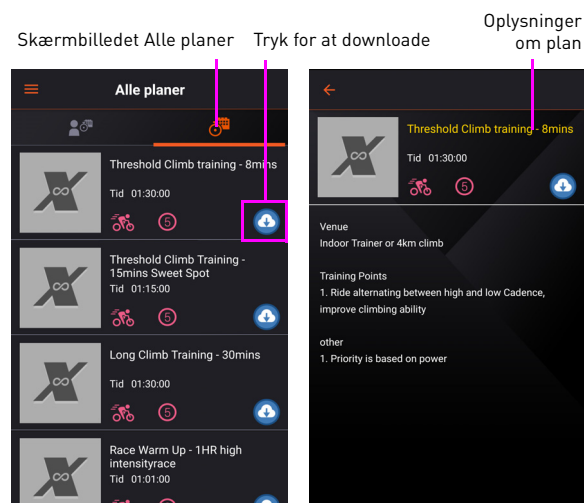 Skærmbilledet Alle planer
Tryk for at downloade
Oplysninger
om plan
Alle planer
Threshold Climb training - 8mins
Tid 01:30:00
5
Threshold Climb Training -
15mins Sweet Spot
Tid 01:15:00
5
Long Climb Training - 30mins
Tid 01:30:00
5
Race Warm Up - 1HR high
intensityrace
Tid 01:01:00
Threshold Climb training - 8mins
Tid 01:30:00
5
Venue
Indoor Trainer or 4km climb
Training Points
1. Ride alternating between high and low Cadence,
improve climbing ability
other
1. Priority is based on power